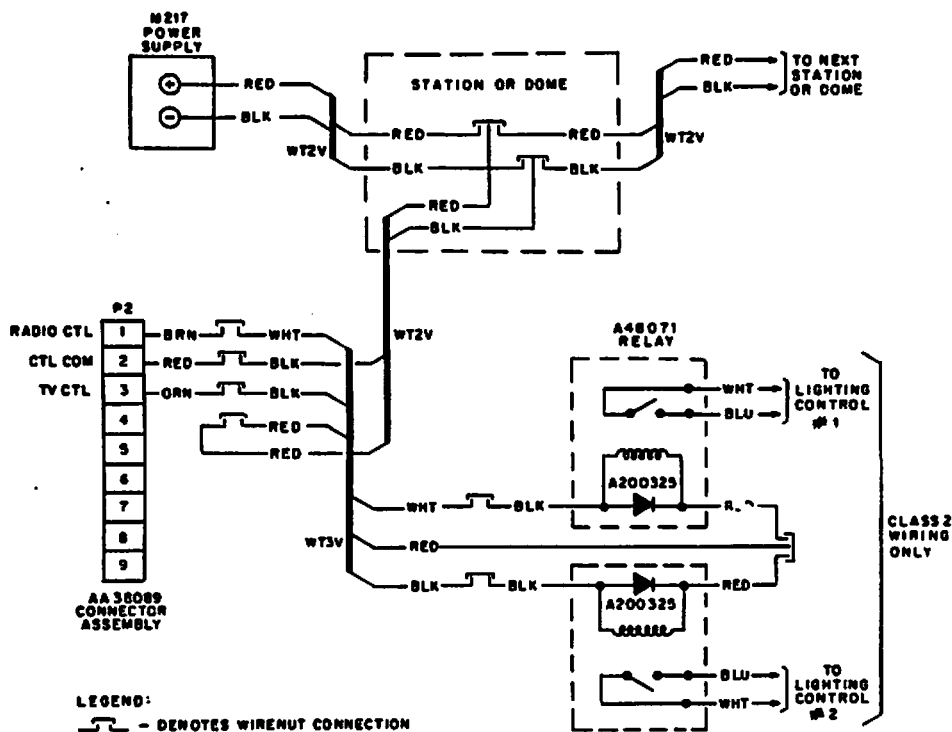 M217
POWER
SUPPLY
+
−
RED
BLK
WT2V
STATION OR DOME
RED
RED
BLK
BLK
RED
BLK
WT2V
RED
BLK
TO NEXT
STATION
OR DOME
WT2V
P2
RADIO CTL 1 BRN WHT
CTL COM 2 RED BLK
TV CTL 3 ORN BLK
4 RED
5 RED
6
7
8
9
AA38089
CONNECTOR
ASSEMBLY
WT3V
WHT BLK
RED
BLK BLK
A48071
RELAY
WHT
BLU
TO
LIGHTING
CONTROL
#1
A200325
A200325
RED
BLU
WHT
TO
LIGHTING
CONTROL
#2
CLASS 2
WIRING
ONLY
LEGEND:
- DENOTES WIRENUT CONNECTION